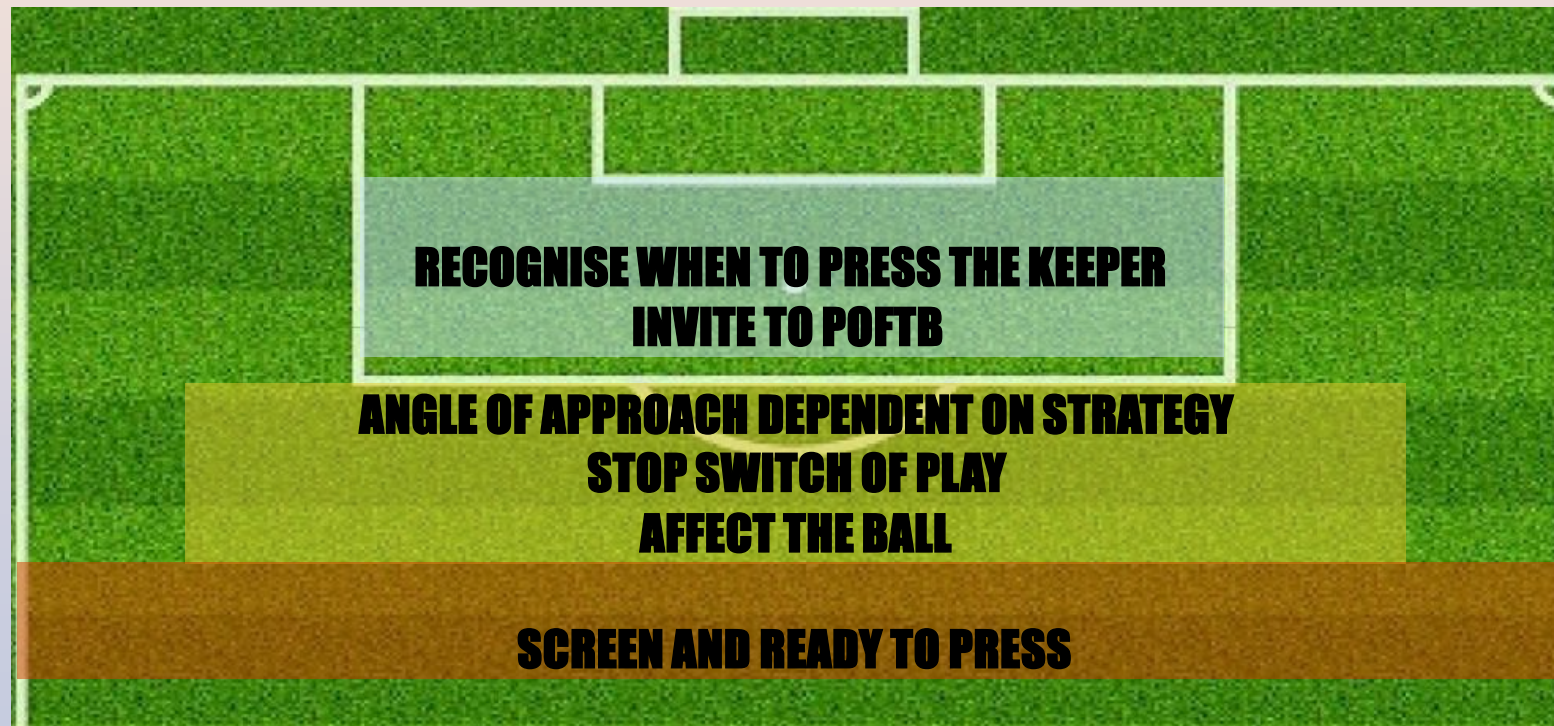 RECOGNISE WHEN TO PRESS THE KEEPER
INVITE TO POFTB
ANGLE OF APPROACH DEPENDENT ON STRATEGY
STOP SWITCH OF PLAY
AFFECT THE BALL
SCREEN AND READY TO PRESS